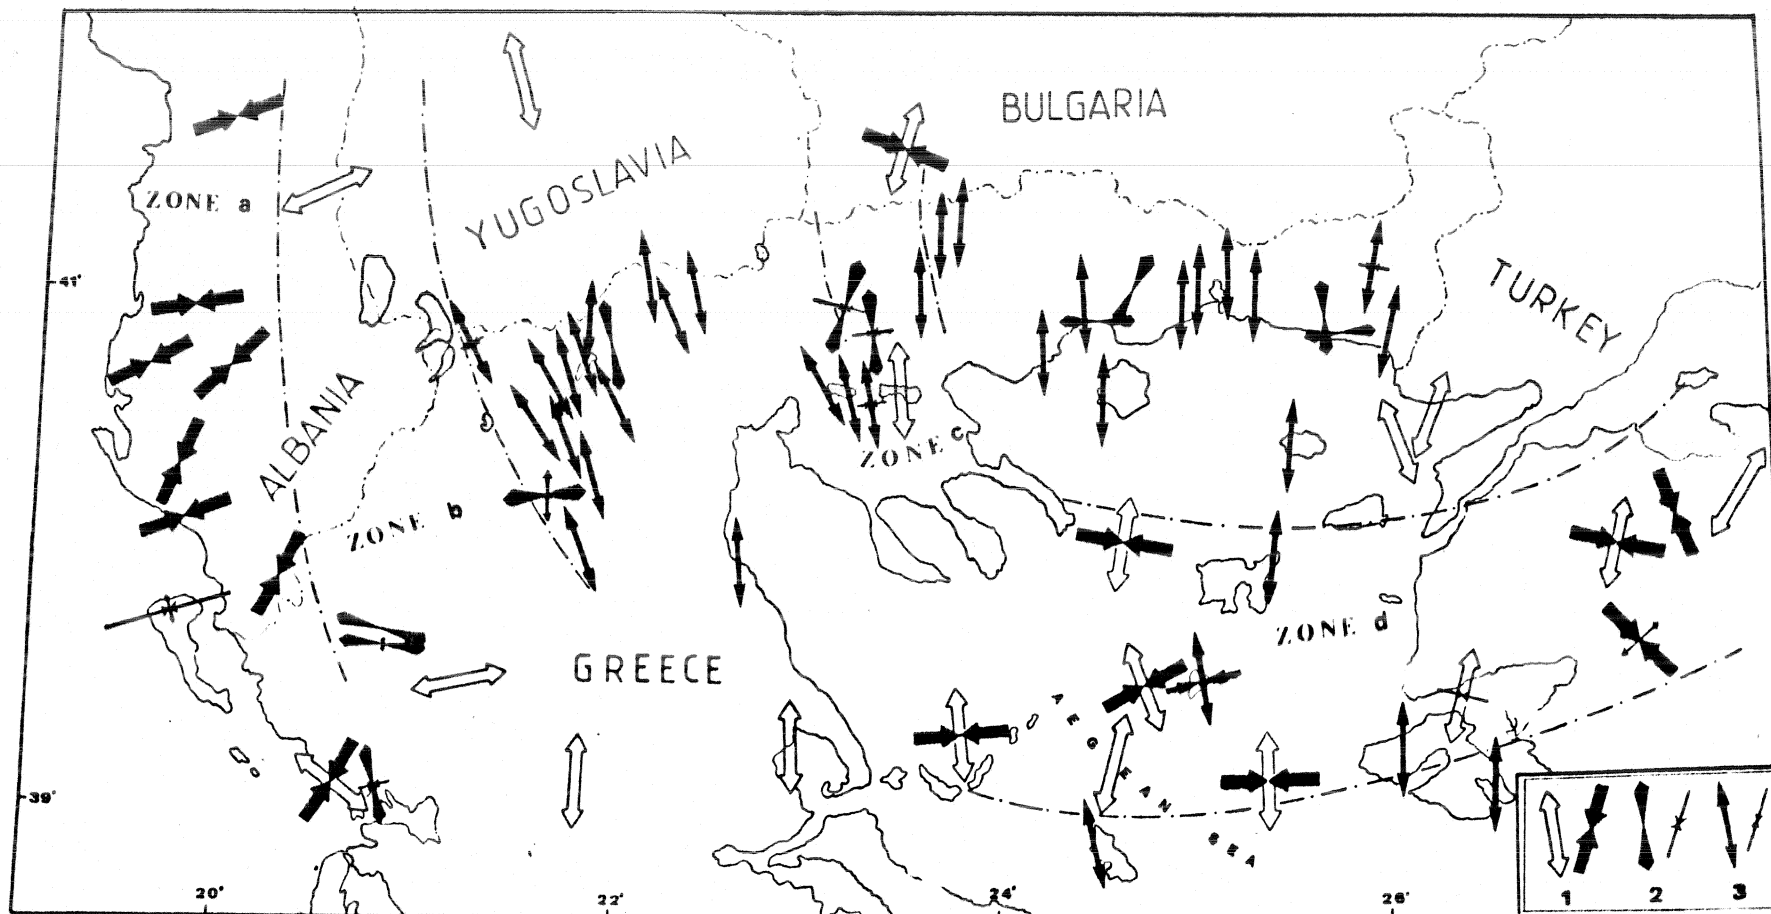 BULGARIA
YUGOSLAVIA
ZONE a
41'
TURKEY
ALBANIA
ZONE c
ZONE b
ZONE d
GREECE
AEGEAN SEA
39'
20'
22'
24'
26'
1 2 3